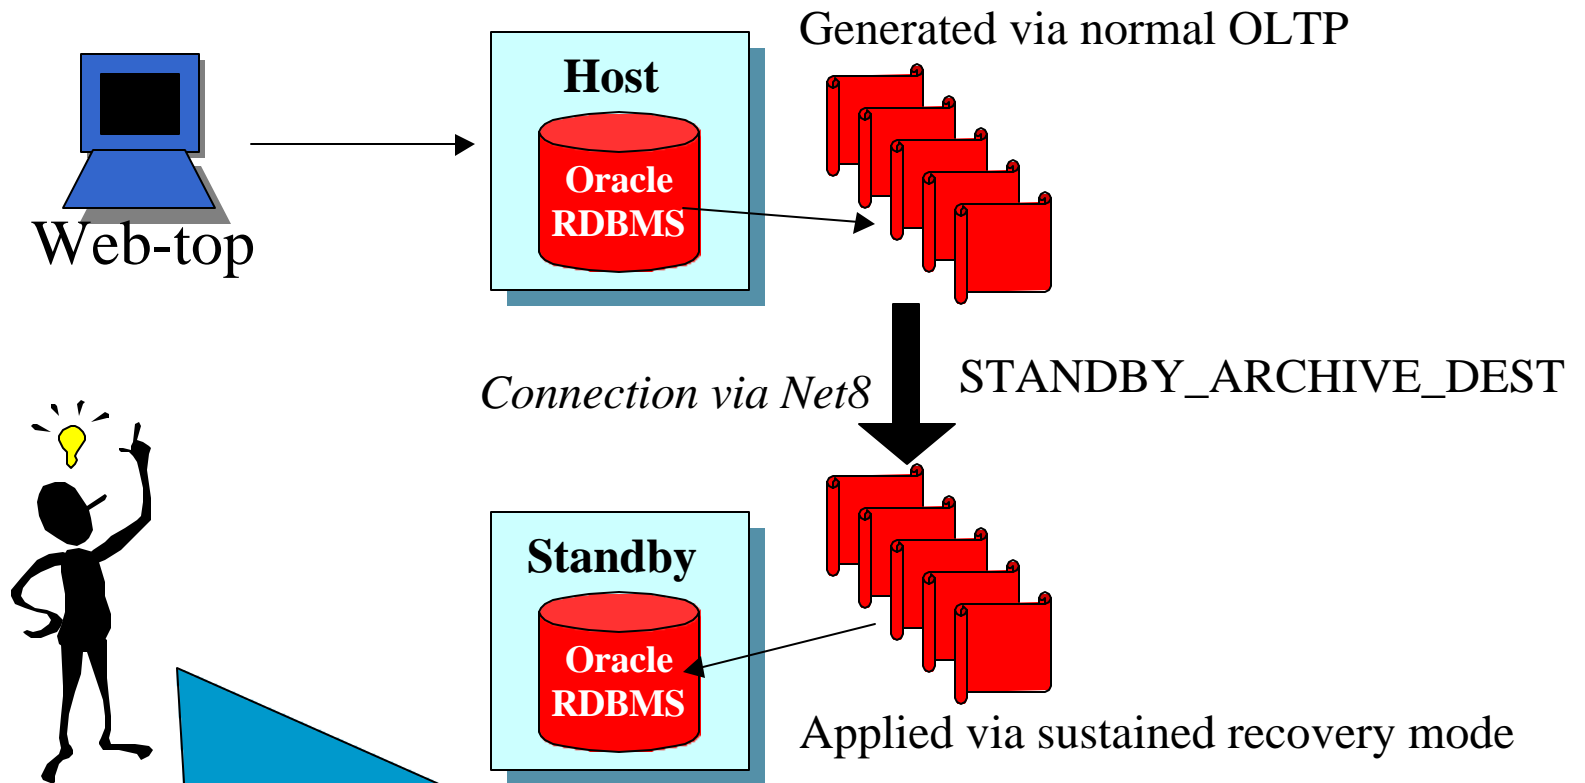 Generated via normal OLTP
Host
Oracle
RDBMS
Web-top
Connection via Net8
STANDBY_ARCHIVE_DEST
Standby
Oracle
RDBMS
Applied via sustained recovery mode